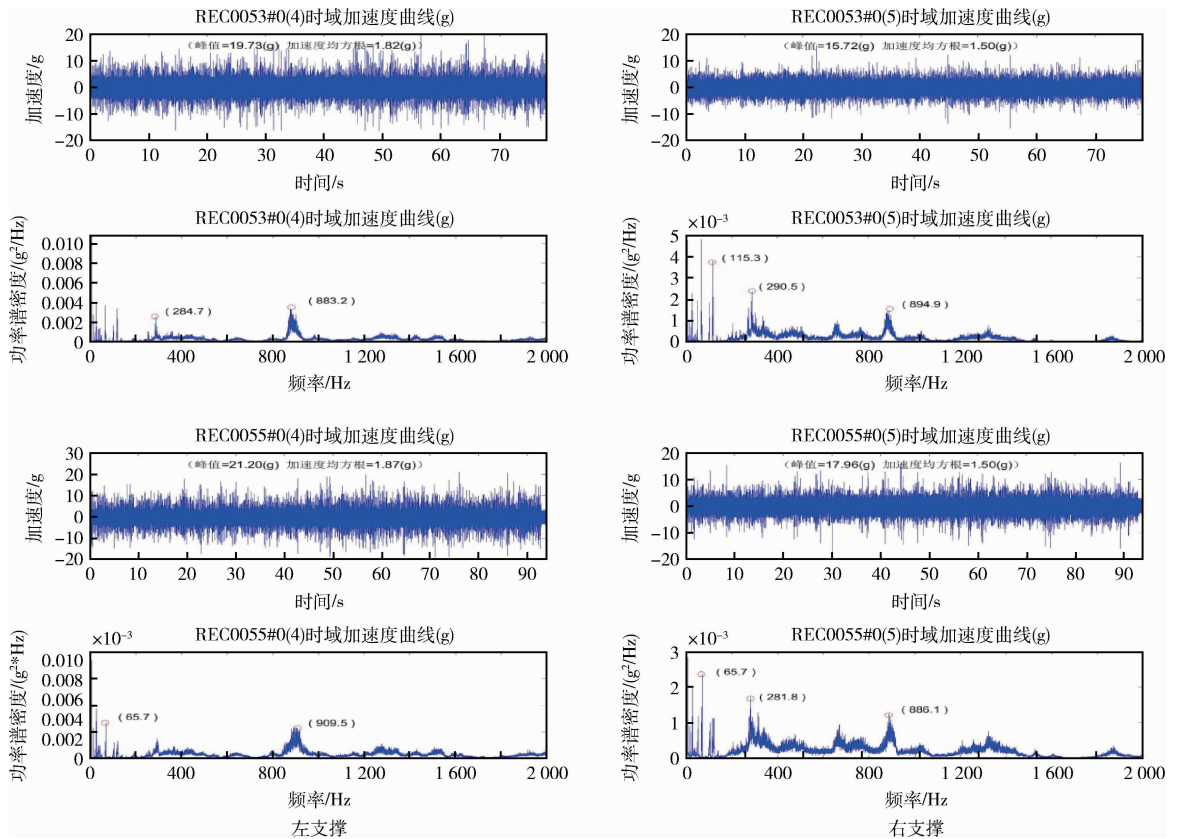 REC0053#0(4)时域加速度曲线(g)
(峰值=19.73(g) 加速度均方根=1.82(g))
加速度/g
20
10
0
−10
−20
0 10 20 30 40 50 60 70
时间/s
REC0053#0(5)时域加速度曲线(g)
(峰值=15.72(g) 加速度均方根=1.50(g))
加速度/g
20
10
0
−10
−20
0 10 20 30 40 50 60 70
时间/s
REC0053#0(4)时域加速度曲线(g)
功率谱密度/(g²/Hz)
0.010
0.008
0.006
0.004
0.002
0
(284.7)
(883.2)
400 800 1 200 1 600 2 000
频率/Hz
REC0053#0(5)时域加速度曲线(g)
×10⁻³
功率谱密度/(g²/Hz)
5
4
3
2
1
0
(115.3)
(290.5)
(894.9)
0 400 800 1 200 1 600 2 000
频率/Hz
REC0055#0(4)时域加速度曲线(g)
(峰值=21.20(g) 加速度均方根=1.87(g))
加速度/g
30
20
10
0
−10
−20
0 10 20 30 40 50 60 70 80 90
时间/s
REC0055#0(5)时域加速度曲线(g)
(峰值=17.96(g) 加速度均方根=1.50(g))
加速度/g
20
10
0
−10
−20
0 10 20 30 40 50 60 70 80 90
时间/s
REC0055#0(4)时域加速度曲线(g)
×10⁻³
功率谱密度/(g²*Hz)
0.010
0.008
0.006
0.004
0.002
0
(65.7)
(909.5)
0 400 800 1 200 1 600 2 000
频率/Hz
左支撑
REC0055#0(5)时域加速度曲线(g)
×10⁻³
功率谱密度/(g²/Hz)
3
2
1
0
(65.7)
(281.8)
(886.1)
0 400 800 1 200 1 600 2 000
频率/Hz
右支撑